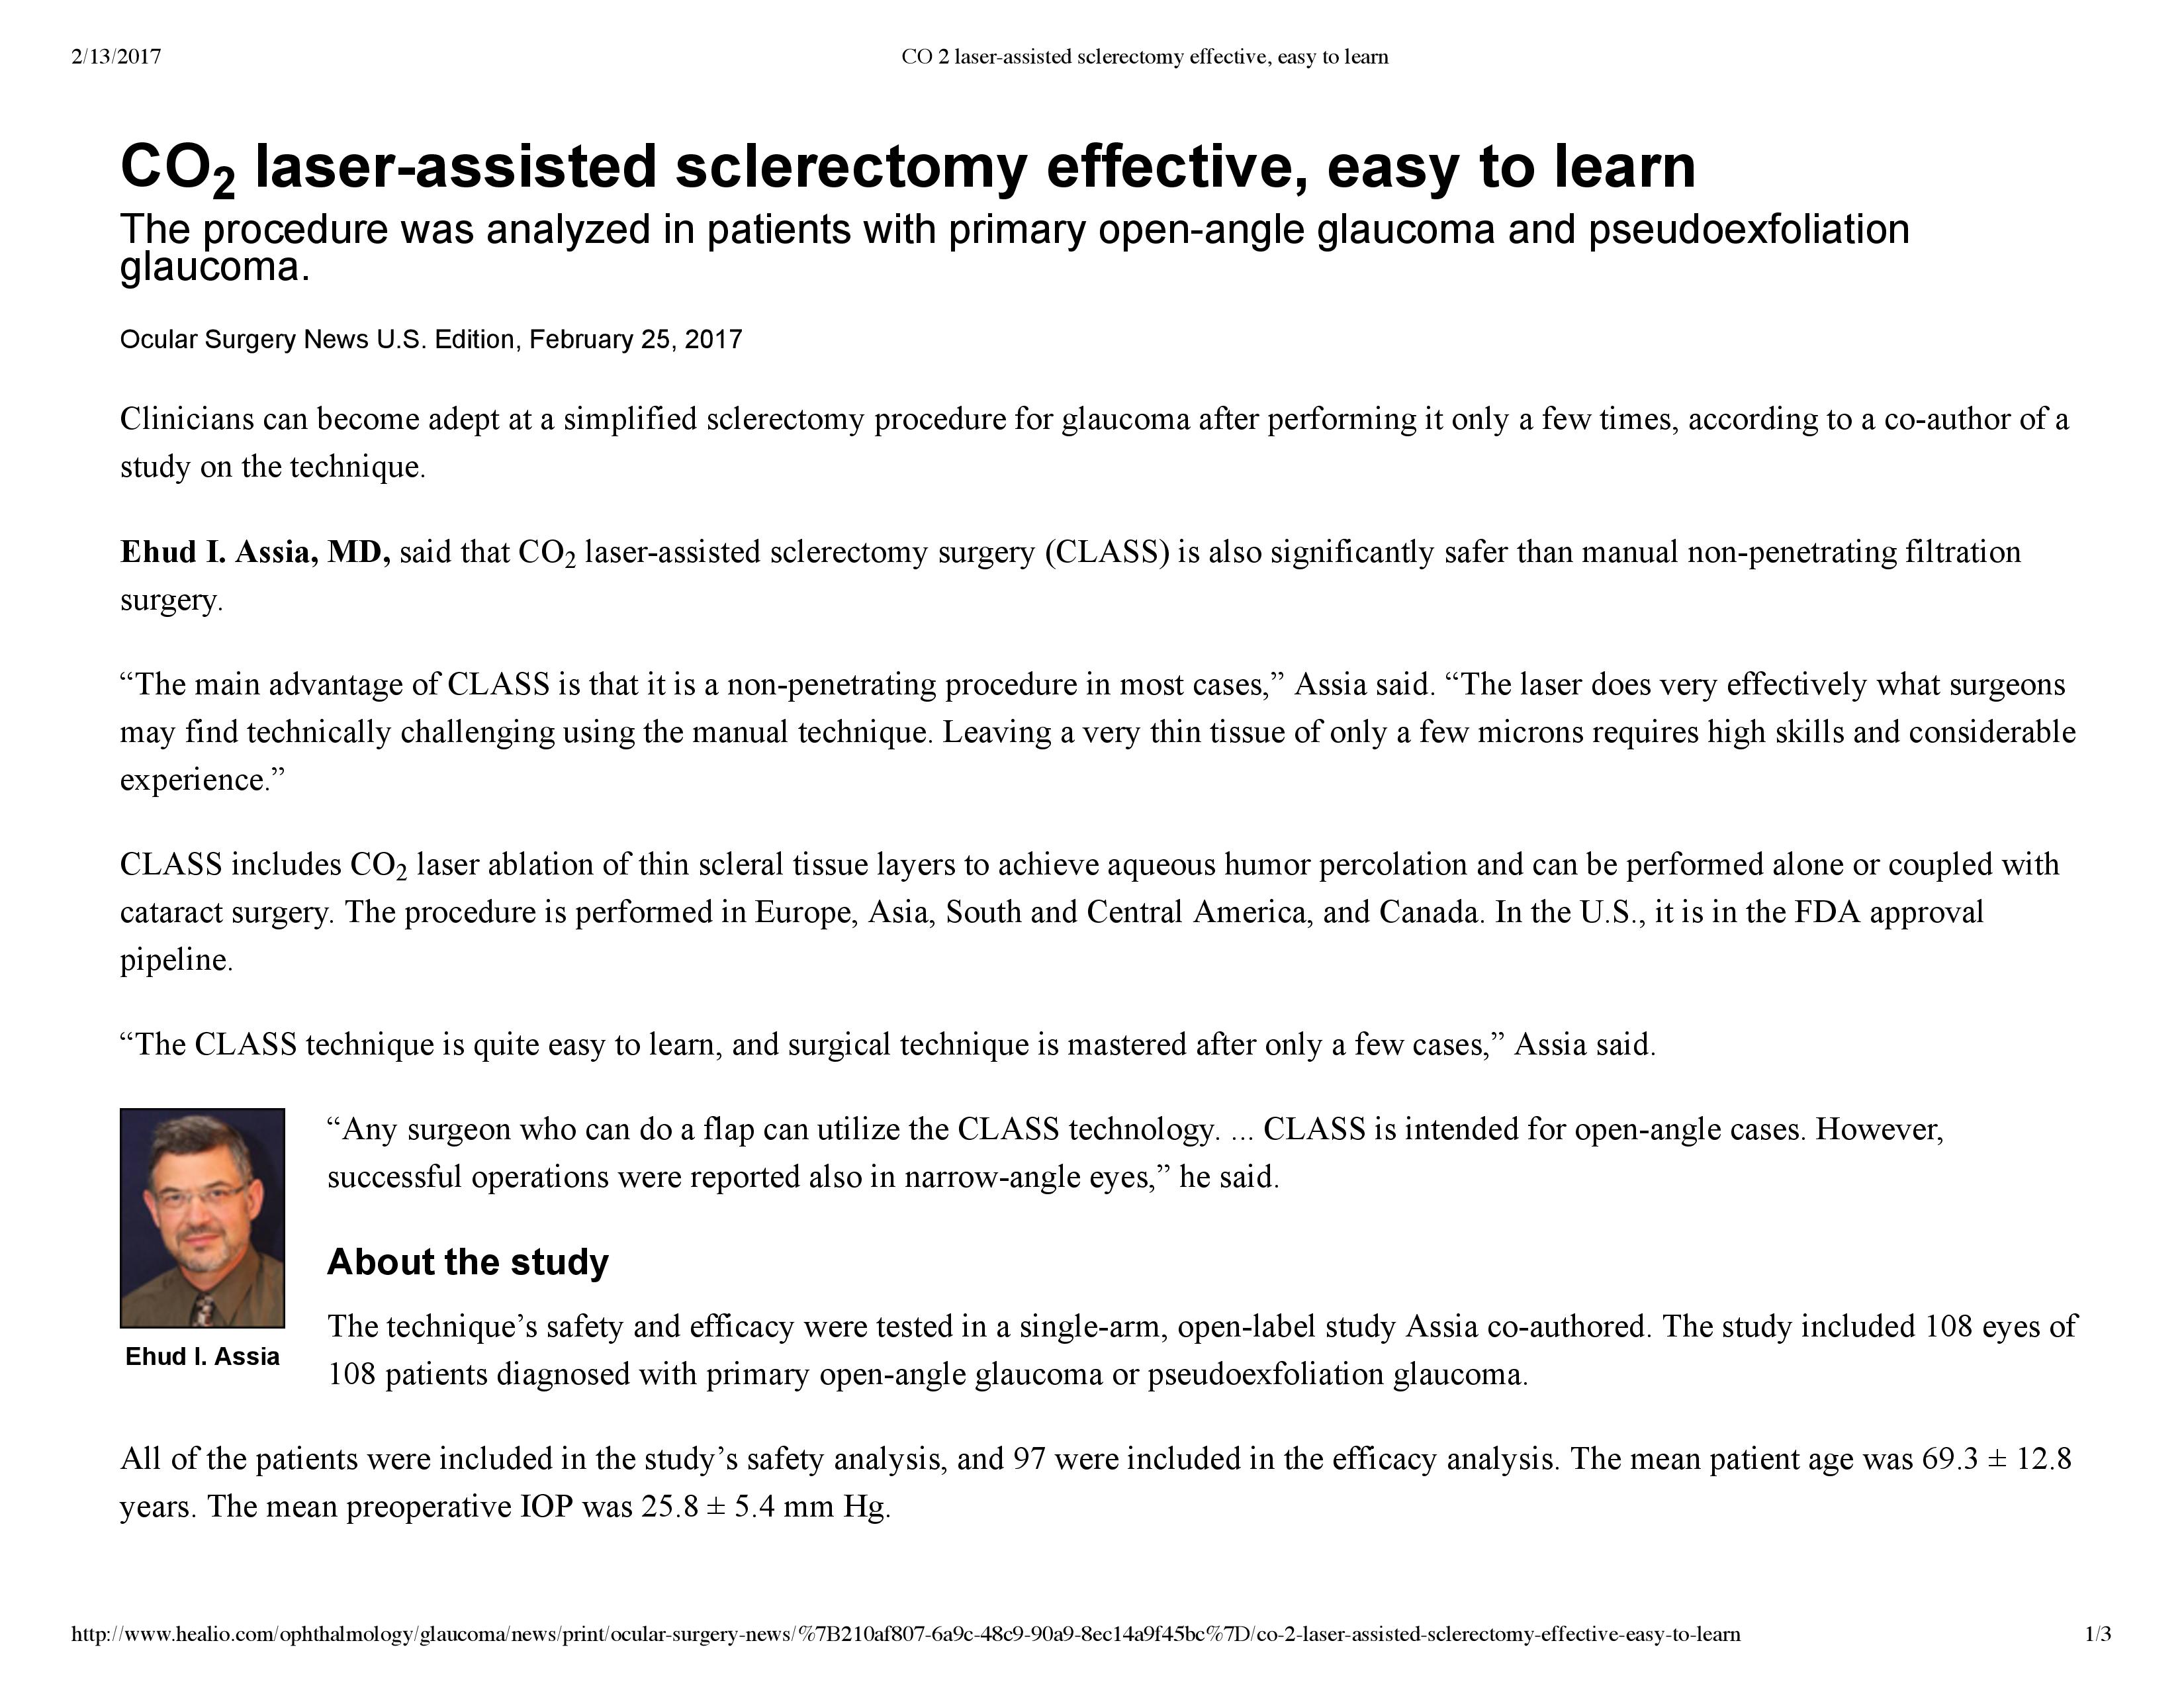 2/13/2017
CO 2 laser-assisted sclerectomy effective, easy to learn
CO2 laser-assisted sclerectomy effective, easy to learn
The procedure was analyzed in patients with primary open-angle glaucoma and pseudoexfoliation
glaucoma.
Ocular Surgery News U.S. Edition, February 25, 2017
Clinicians can become adept at a simplified sclerectomy procedure for glaucoma after performing it only a few times, according to a co-author of a
study on the technique.
Ehud I. Assia, MD, said that CO2 laser-assisted sclerectomy surgery (CLASS) is also significantly safer than manual non-penetrating filtration
surgery.
“The main advantage of CLASS is that it is a non-penetrating procedure in most cases,” Assia said. “The laser does very effectively what surgeons
may find technically challenging using the manual technique. Leaving a very thin tissue of only a few microns requires high skills and considerable
experience.”
CLASS includes CO2 laser ablation of thin scleral tissue layers to achieve aqueous humor percolation and can be performed alone or coupled with
cataract surgery. The procedure is performed in Europe, Asia, South and Central America, and Canada. In the U.S., it is in the FDA approval
pipeline.
“The CLASS technique is quite easy to learn, and surgical technique is mastered after only a few cases,” Assia said.
“Any surgeon who can do a flap can utilize the CLASS technology. ... CLASS is intended for open-angle cases. However,
successful operations were reported also in narrow-angle eyes,” he said.
About the study
The technique’s safety and efficacy were tested in a single-arm, open-label study Assia co-authored. The study included 108 eyes of
108 patients diagnosed with primary open-angle glaucoma or pseudoexfoliation glaucoma.
Ehud I. Assia
All of the patients were included in the study’s safety analysis, and 97 were included in the efficacy analysis. The mean patient age was 69.3 ± 12.8
years. The mean preoperative IOP was 25.8 ± 5.4 mm Hg.
http://www.healio.com/ophthalmology/glaucoma/news/print/ocular-surgery-news/%7B210af807-6a9c-48c9-90a9-8ec14a9f45bc%7D/co-2-laser-assisted-sclerectomy-effective-easy-to-learn
1/3